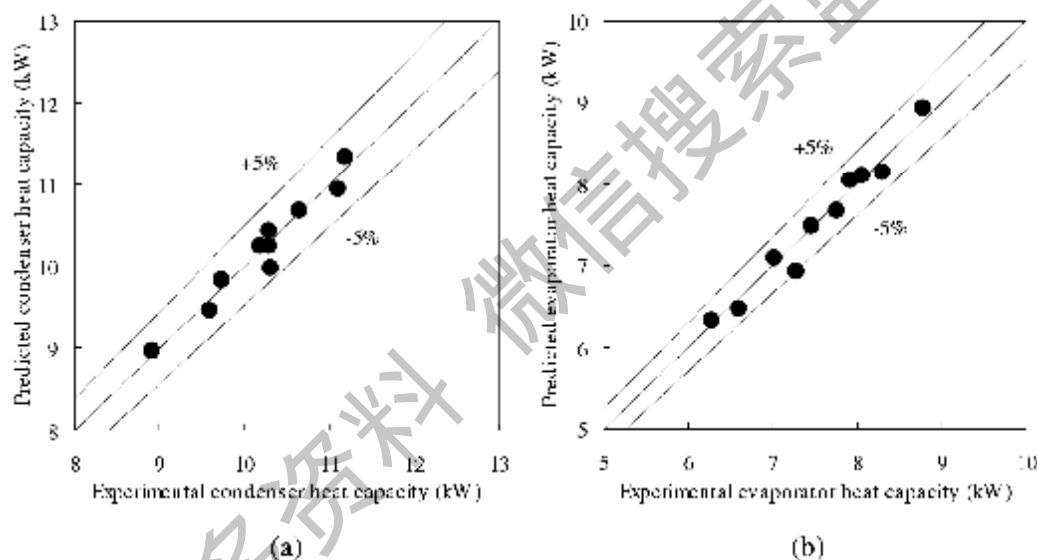 13
12
11
10
9
8
8 9 10 11 12 13
Predicted condenser heat capacity (kW)
+5%
-5%
Experimental condenser heat capacity (kW)
(a)
10
9
8
7
6
5
5 6 7 8 9 10
Predicted evaporator heat capacity (kW)
+5%
-5%
Experimental evaporator heat capacity (kW)
(b)
资料 微信搜索